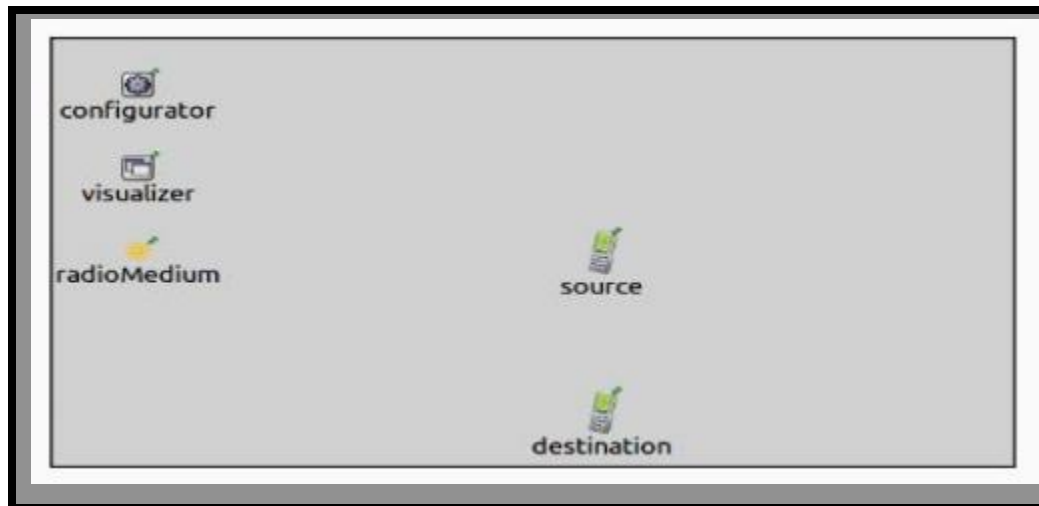 configurator
visualizer
radioMedium
source
destination